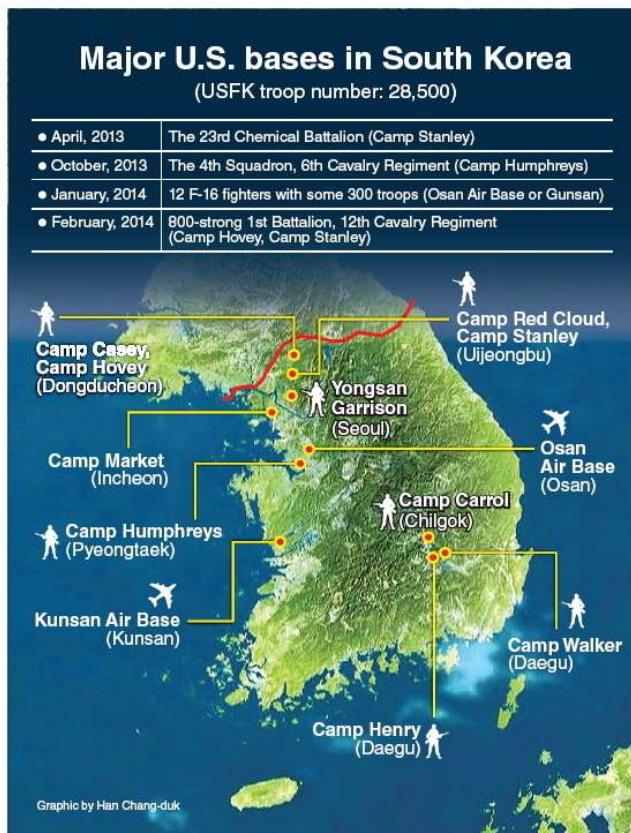 Major U.S. bases in South Korea
(USFK troop number: 28,500)
● April, 2013 The 23rd Chemical Battalion (Camp Stanley)
● October, 2013 The 4th Squadron, 6th Cavalry Regiment (Camp Humphreys)
● January, 2014 12 F-16 fighters with some 300 troops (Osan Air Base or Gunsan)
● February, 2014 800-strong 1st Battalion, 12th Cavalry Regiment
(Camp Hovey, Camp Stanley)
Camp Casey,
Camp Hovey
(Dongducheon)
Camp Red Cloud,
Camp Stanley
(Uijeongbu)
Yongsan
Garrison
(Seoul)
Camp Market
(Incheon)
Osan
Air Base
(Osan)
Camp Humphreys
(Pyeongtaek)
Camp Carrol
(Chilgok)
Kunsan Air Base
(Kunsan)
Camp Walker
(Daegu)
Camp Henry
(Daegu)
Graphic by Han Chang-duk